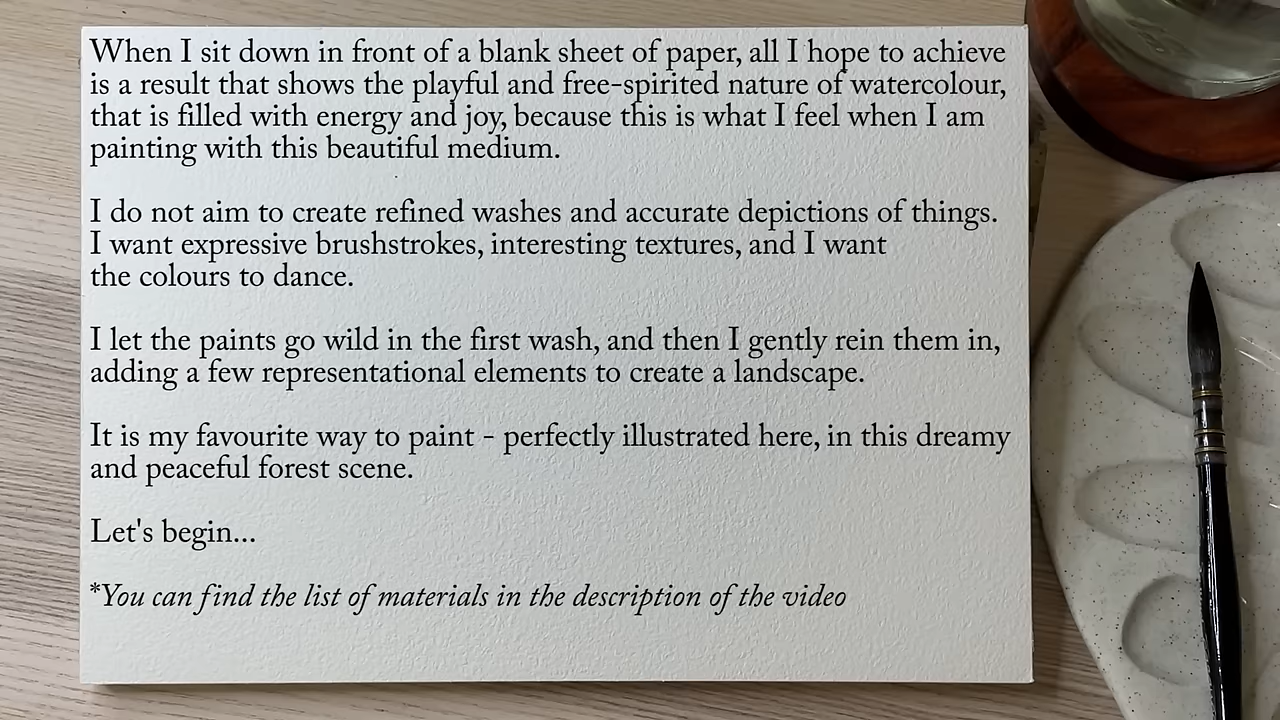 When I sit down in front of a blank sheet of paper, all I hope to achieve
is a result that shows the playful and free-spirited nature of watercolour,
that is filled with energy and joy, because this is what I feel when I am
painting with this beautiful medium.
I do not aim to create refined washes and accurate depictions of things.
I want expressive brushstrokes, interesting textures, and I want
the colours to dance.
I let the paints go wild in the first wash, and then I gently rein them in,
adding a few representational elements to create a landscape.
It is my favourite way to paint - perfectly illustrated here, in this dreamy
and peaceful forest scene.
Let's begin...
*You can find the list of materials in the description of the video